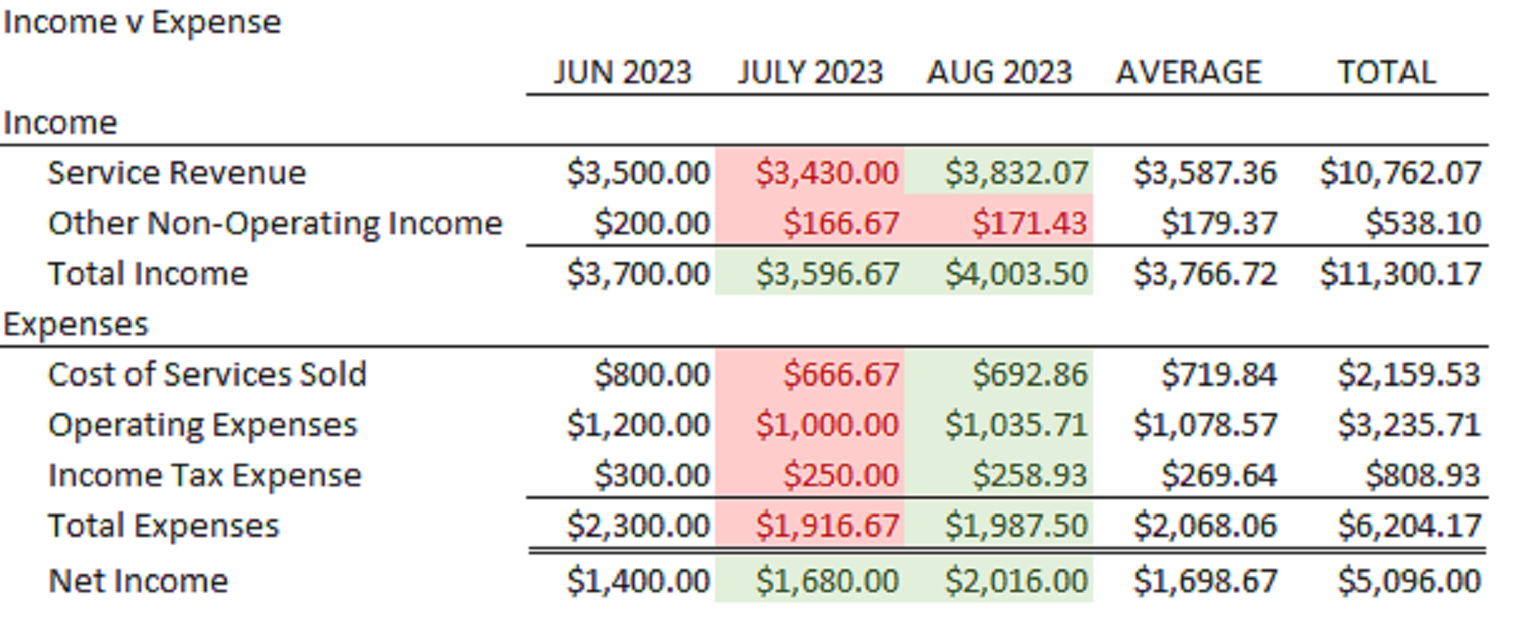 Income v Expense
JUN 2023 JULY 2023 AUG 2023 AVERAGE TOTAL
Income
Service Revenue $3,500.00 $3,430.00 $3,832.07 $3,587.36 $10,762.07
Other Non-Operating Income $200.00 $166.67 $171.43 $179.37 $538.10
Total Income $3,700.00 $3,596.67 $4,003.50 $3,766.72 $11,300.17
Expenses
Cost of Services Sold $800.00 $666.67 $692.86 $719.84 $2,159.53
Operating Expenses $1,200.00 $1,000.00 $1,035.71 $1,078.57 $3,235.71
Income Tax Expense $300.00 $250.00 $258.93 $269.64 $808.93
Total Expenses $2,300.00 $1,916.67 $1,987.50 $2,068.06 $6,204.17
Net Income $1,400.00 $1,680.00 $2,016.00 $1,698.67 $5,096.00